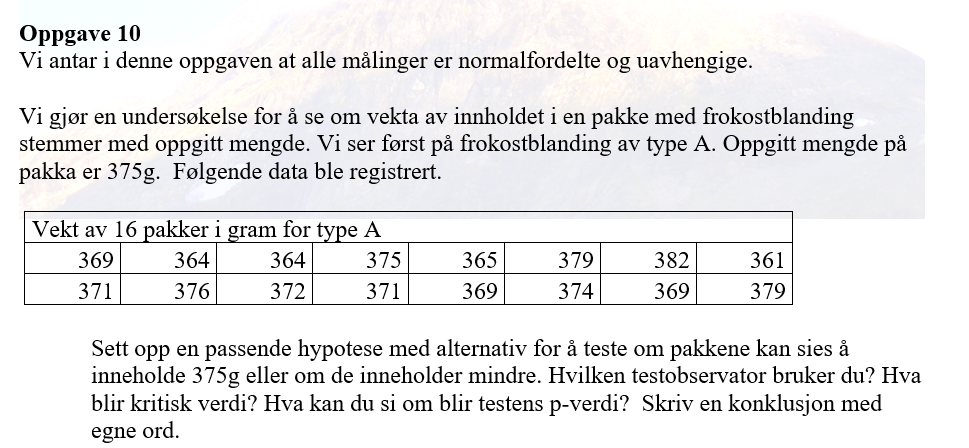 Oppgave 10
Vi antar i denne oppgaven at alle målinger er normalfordelte og uavhengige.
Vi gjør en undersøkelse for å se om vekta av innholdet i en pakke med frokostblanding
stemmer med oppgitt mengde. Vi ser først på frokostblanding av type A. Oppgitt mengde på
pakka er 375g. Følgende data ble registrert.
Vekt av 16 pakker i gram for type A
369 364 364 375 365 379 382 361
371 376 372 371 369 374 369 379
Sett opp en passende hypotese med alternativ for å teste om pakkene kan sies å
inneholde 375g eller om de inneholder mindre. Hvilken testobservator bruker du? Hva
blir kritisk verdi? Hva kan du si om blir testens p-verdi? Skriv en konklusjon med
egne ord.